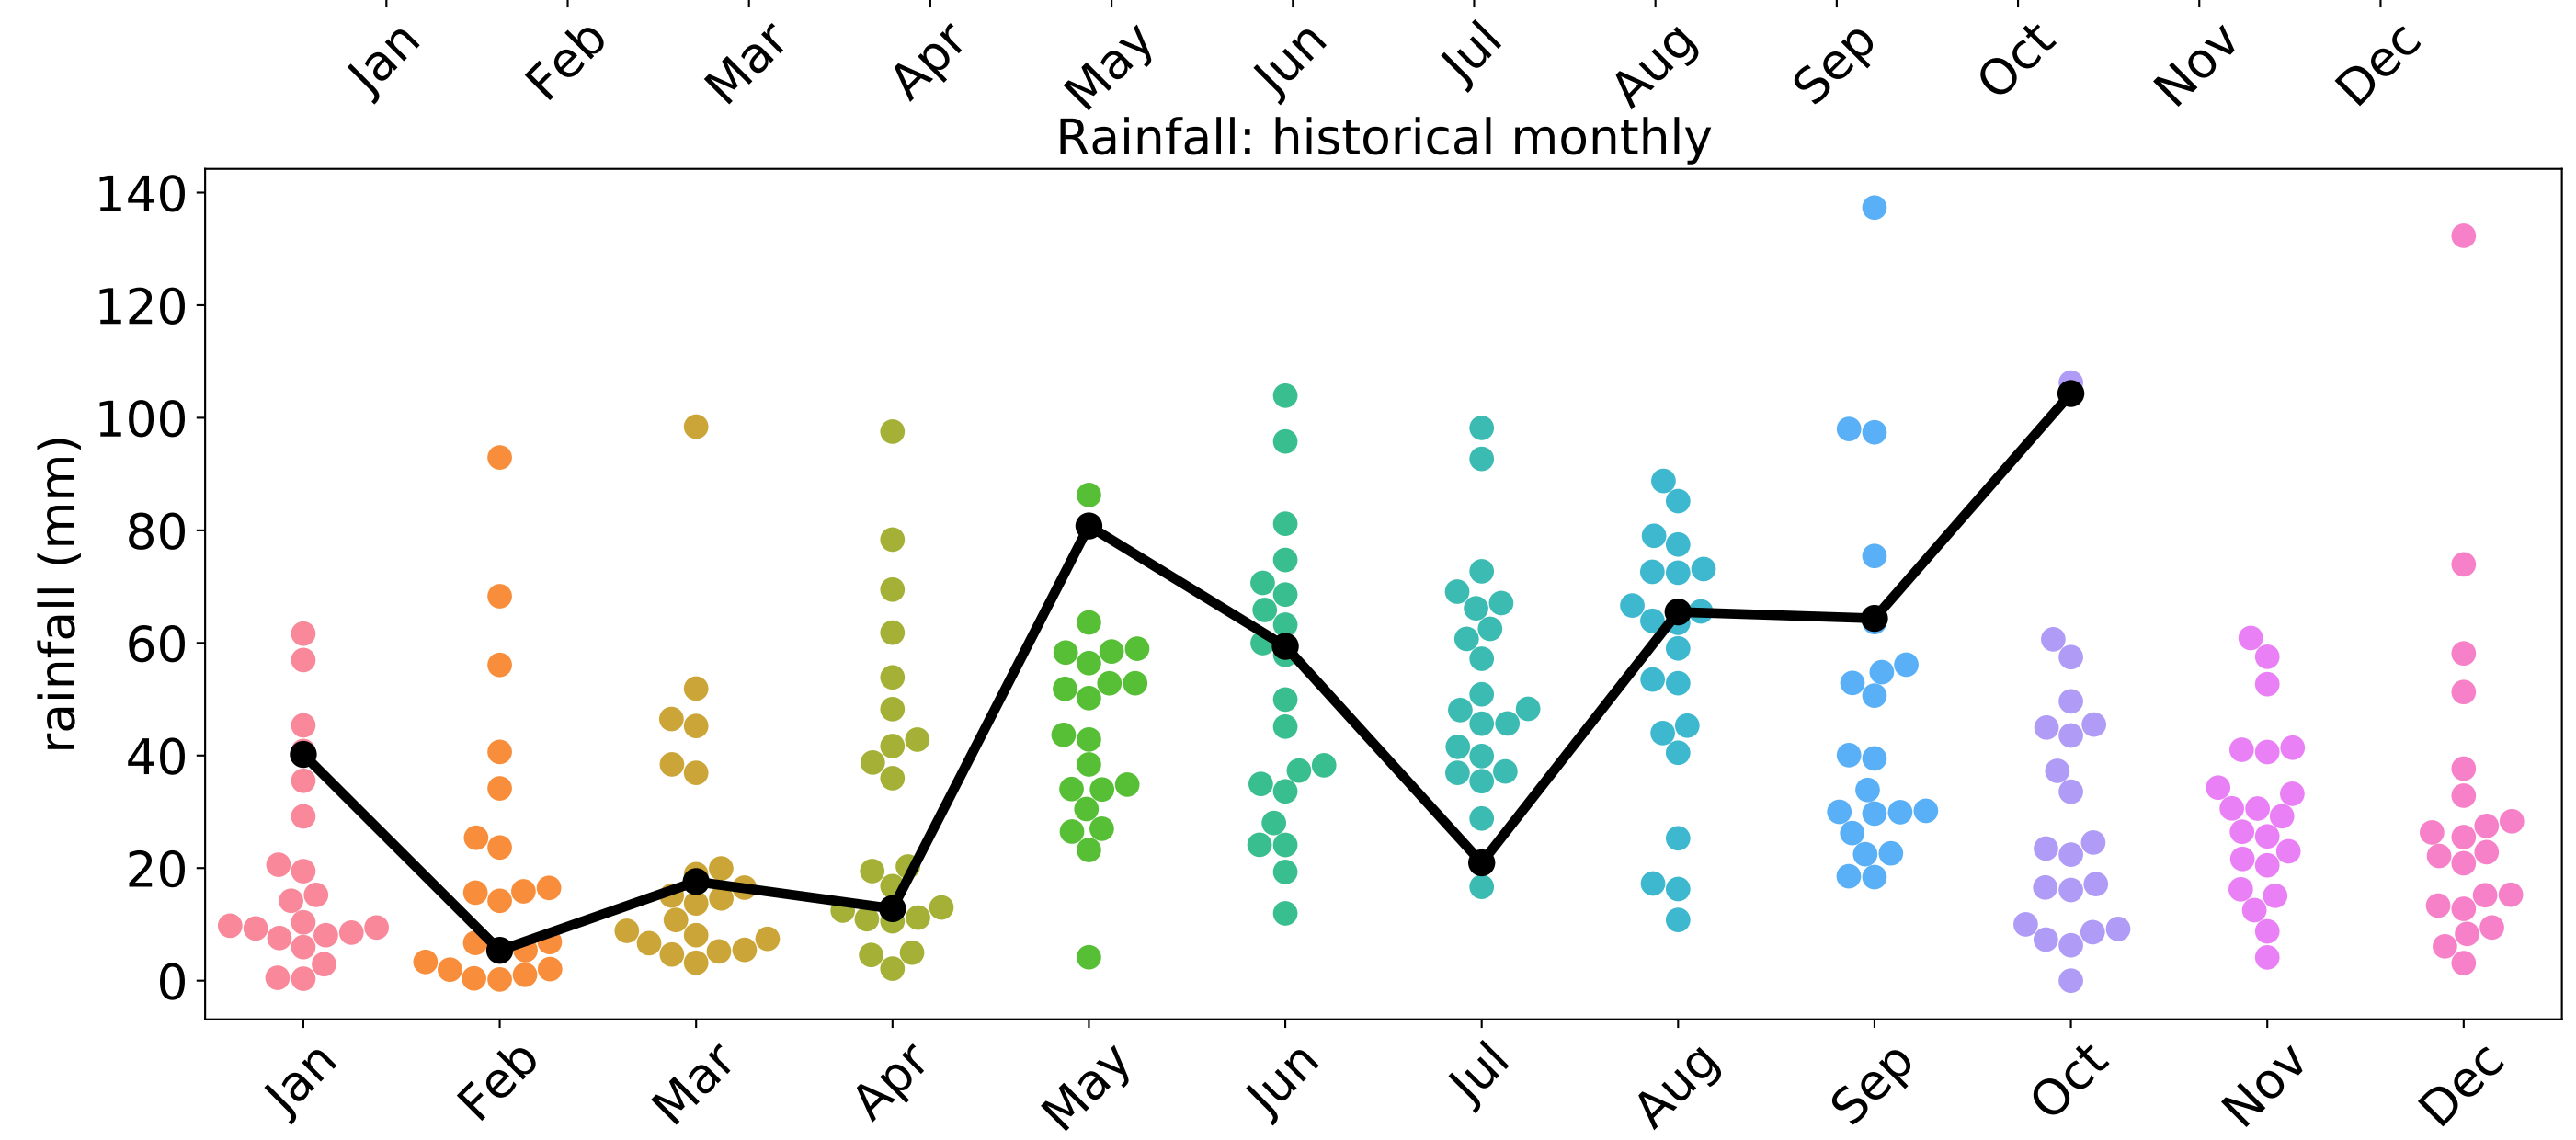 Jan Feb Mar Apr May Jun Jul Aug Sep Oct Nov Dec
Rainfall: historical monthly
140
120
100
80
60
40
20
0
rainfall (mm)
Jan Feb Mar Apr May Jun Jul Aug Sep Oct Nov Dec